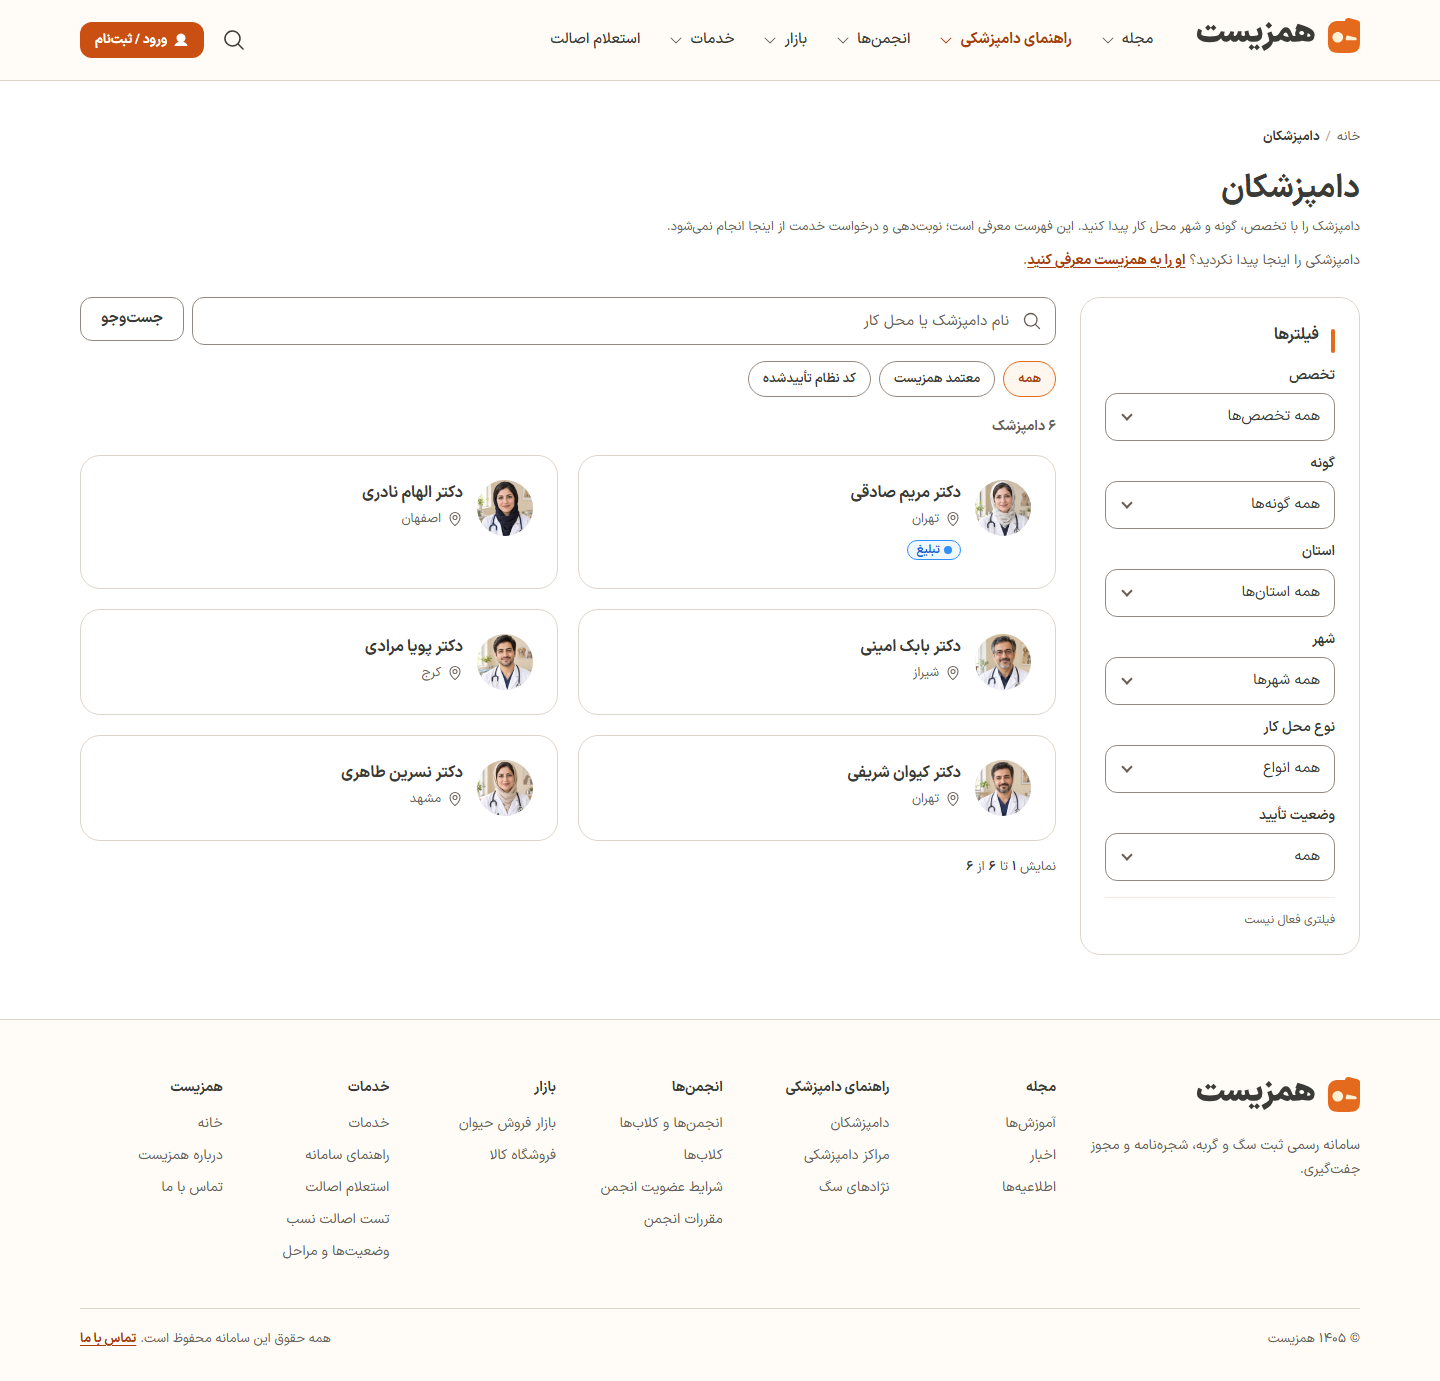 همزیست
مجله
راهنمای دامپزشکی
انجمن‌ها
بازار
خدمات
استعلام اصالت
ورود / ثبت‌نام
خانه / دامپزشکان
دامپزشکان
دامپزشک را با تخصص، گونه و شهر محل کار پیدا کنید. این فهرست معرفی است؛ نوبت‌دهی و درخواست خدمت از اینجا انجام نمی‌شود.
دامپزشکی را اینجا پیدا نکردید؟ او را به همزیست معرفی کنید.
فیلترها
تخصص
همه تخصص‌ها
گونه
همه گونه‌ها
استان
همه استان‌ها
شهر
همه شهرها
نوع محل کار
همه انواع
وضعیت تأیید
همه
فیلتری فعال نیست
نام دامپزشک یا محل کار
جست‌وجو
همه
معتمد همزیست
کد نظام تأییدشده
۶ دامپزشک
دکتر مریم صادقی
تهران
تبلیغ
دکتر الهام نادری
اصفهان
دکتر بابک امینی
شیراز
دکتر پویا مرادی
کرج
دکتر کیوان شریفی
تهران
دکتر نسرین طاهری
مشهد
نمایش ۱ تا ۶ از ۶
همزیست
سامانه رسمی ثبت سگ و گربه، شجره‌نامه و مجوز
جفت‌گیری.
مجله
آموزش‌ها
اخبار
اطلاعیه‌ها
راهنمای دامپزشکی
دامپزشکان
مراکز دامپزشکی
نژادهای سگ
انجمن‌ها
انجمن‌ها و کلاب‌ها
کلاب‌ها
شرایط عضویت انجمن
مقررات انجمن
بازار
بازار فروش حیوان
فروشگاه کالا
خدمات
خدمات
راهنمای سامانه
استعلام اصالت
تست اصالت نسب
وضعیت‌ها و مراحل
همزیست
خانه
درباره همزیست
تماس با ما
© ۱۴۰۵ همزیست
همه حقوق این سامانه محفوظ است. تماس با ما